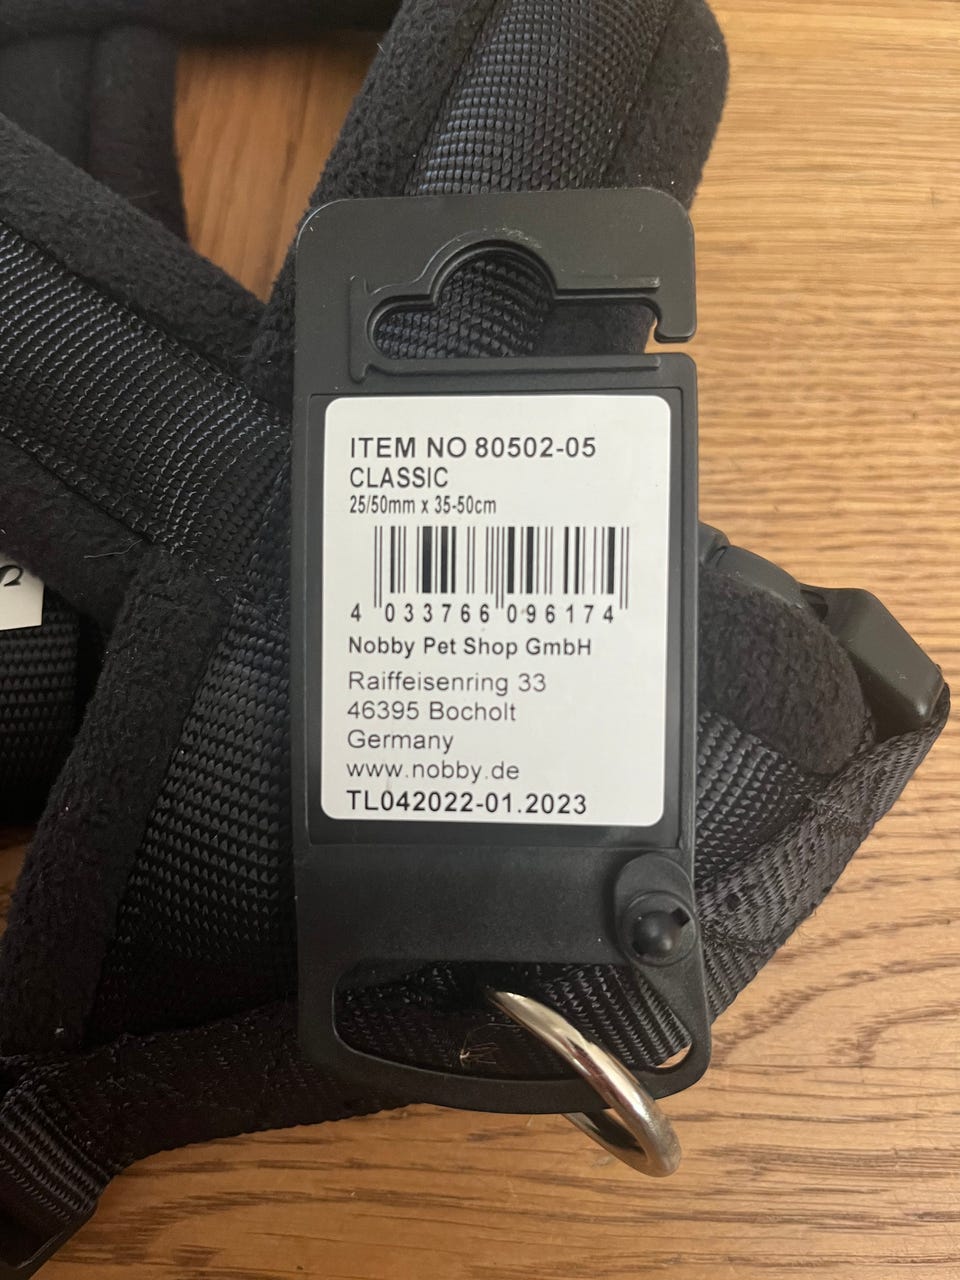 ITEM NO 80502-05
CLASSIC
25/50mm x 35-50cm
4 033766 096174
Nobby Pet Shop GmbH
Raiffeisenring 33
46395 Bocholt
Germany
www.nobby.de
TL042022-01.2023